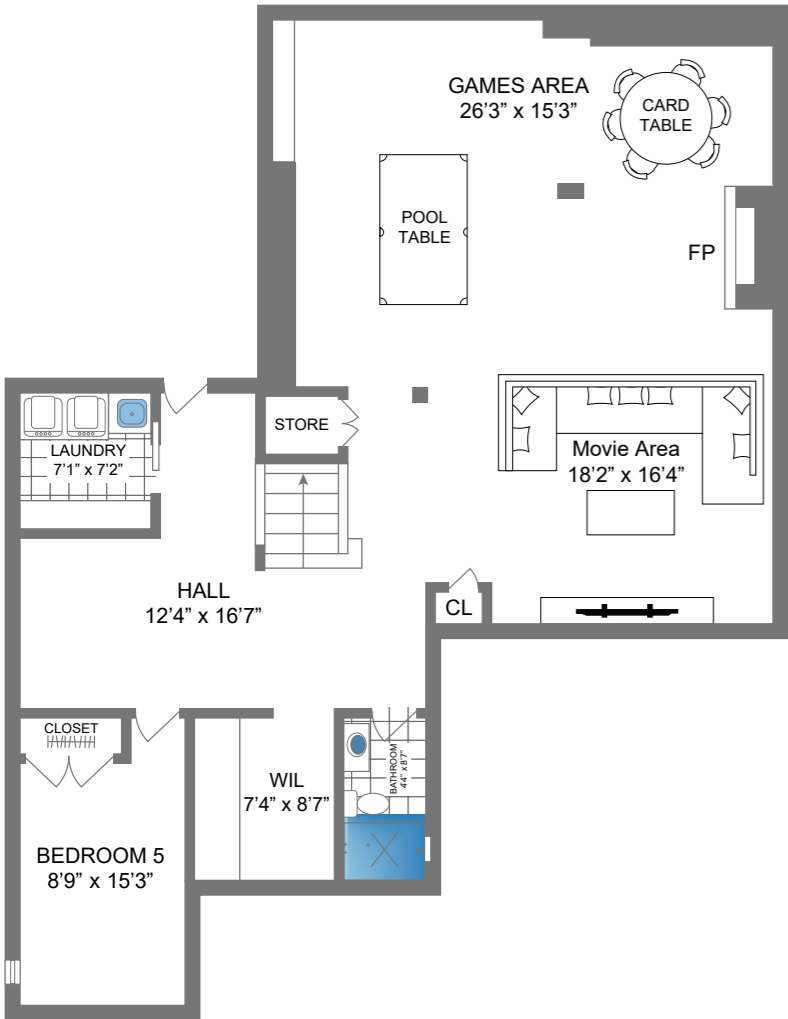 GAMES AREA
26’3” x 15’3”
CARD
TABLE
POOL
TABLE
FP
STORE
LAUNDRY
7’1” x 7’2”
Movie Area
18’2” x 16’4”
HALL
12’4” x 16’7”
CL
CLOSET
WIL
7’4” x 8’7”
BATHROOM
4’4” x 8’7”
BEDROOM 5
8’9” x 15’3”